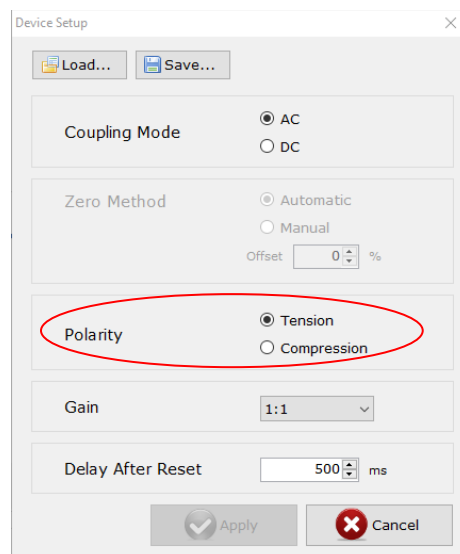 Device Setup
Load... Save...
Coupling Mode
AC
DC
Zero Method
Automatic
Manual
Offset 0 %
Polarity
Tension
Compression
Gain 1:1
Delay After Reset 500 ms
Apply Cancel